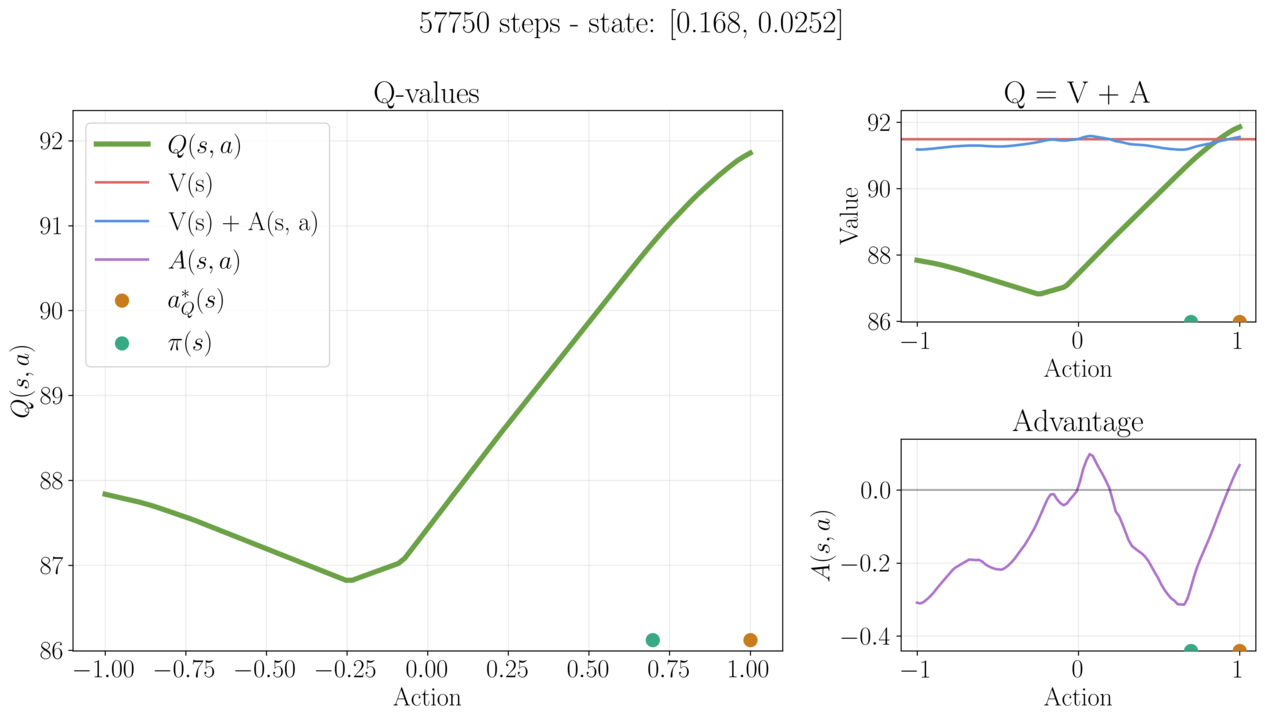 57750 steps - state: [0.168, 0.0252]
Q-values
92
91
90
89
88
87
86
Q(s, a)
Q(s, a)
V(s)
V(s) + A(s, a)
A(s, a)
a*_Q(s)
π(s)
−1.00 −0.75 −0.50 −0.25 0.00 0.25 0.50 0.75 1.00
Action
Q = V + A
92
90
88
86
Value
−1 0 1
Action
Advantage
0.0
−0.2
−0.4
A(s, a)
−1 0 1
Action